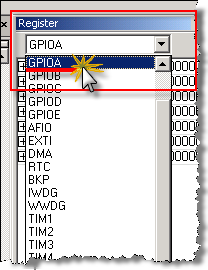 Register
GPIOA
GPIOA
GPIOB
GPIOC
GPIOD
GPIOE
AFIO
EXTI
DMA
RTC
BKP
IWDG
WWDG
TIM1
TIM2
TIM3